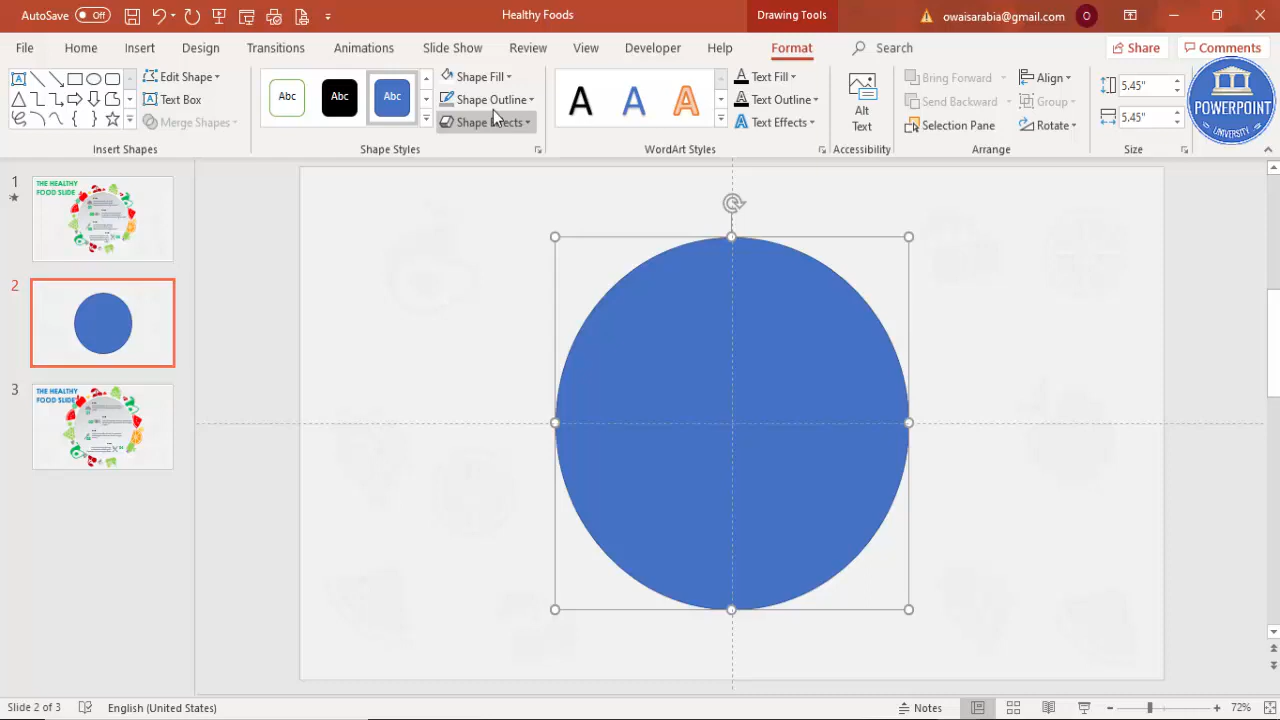 AutoSave Off
Healthy Foods
Drawing Tools
owaisarabia@gmail.com
O
File Home Insert Design Transitions Animations Slide Show Review View Developer Help Format Search
Share Comments
Edit Shape
Text Box
Merge Shapes
Insert Shapes
Abc Abc Abc
Shape Fill
Shape Outline
Shape Effects
Shape Styles
A A A
Text Fill
Text Outline
Text Effects
WordArt Styles
Alt Text
Accessibility
Bring Forward
Send Backward
Selection Pane
Align
Group
Rotate
Arrange
5.45"
5.45"
Size
POWERPOINT
UNIVERSITY
1
THE HEALTHY
FOOD SLIDE
2
3
THE HEALTHY
FOOD SLIDE
Slide 2 of 3 English (United States) Notes 72%